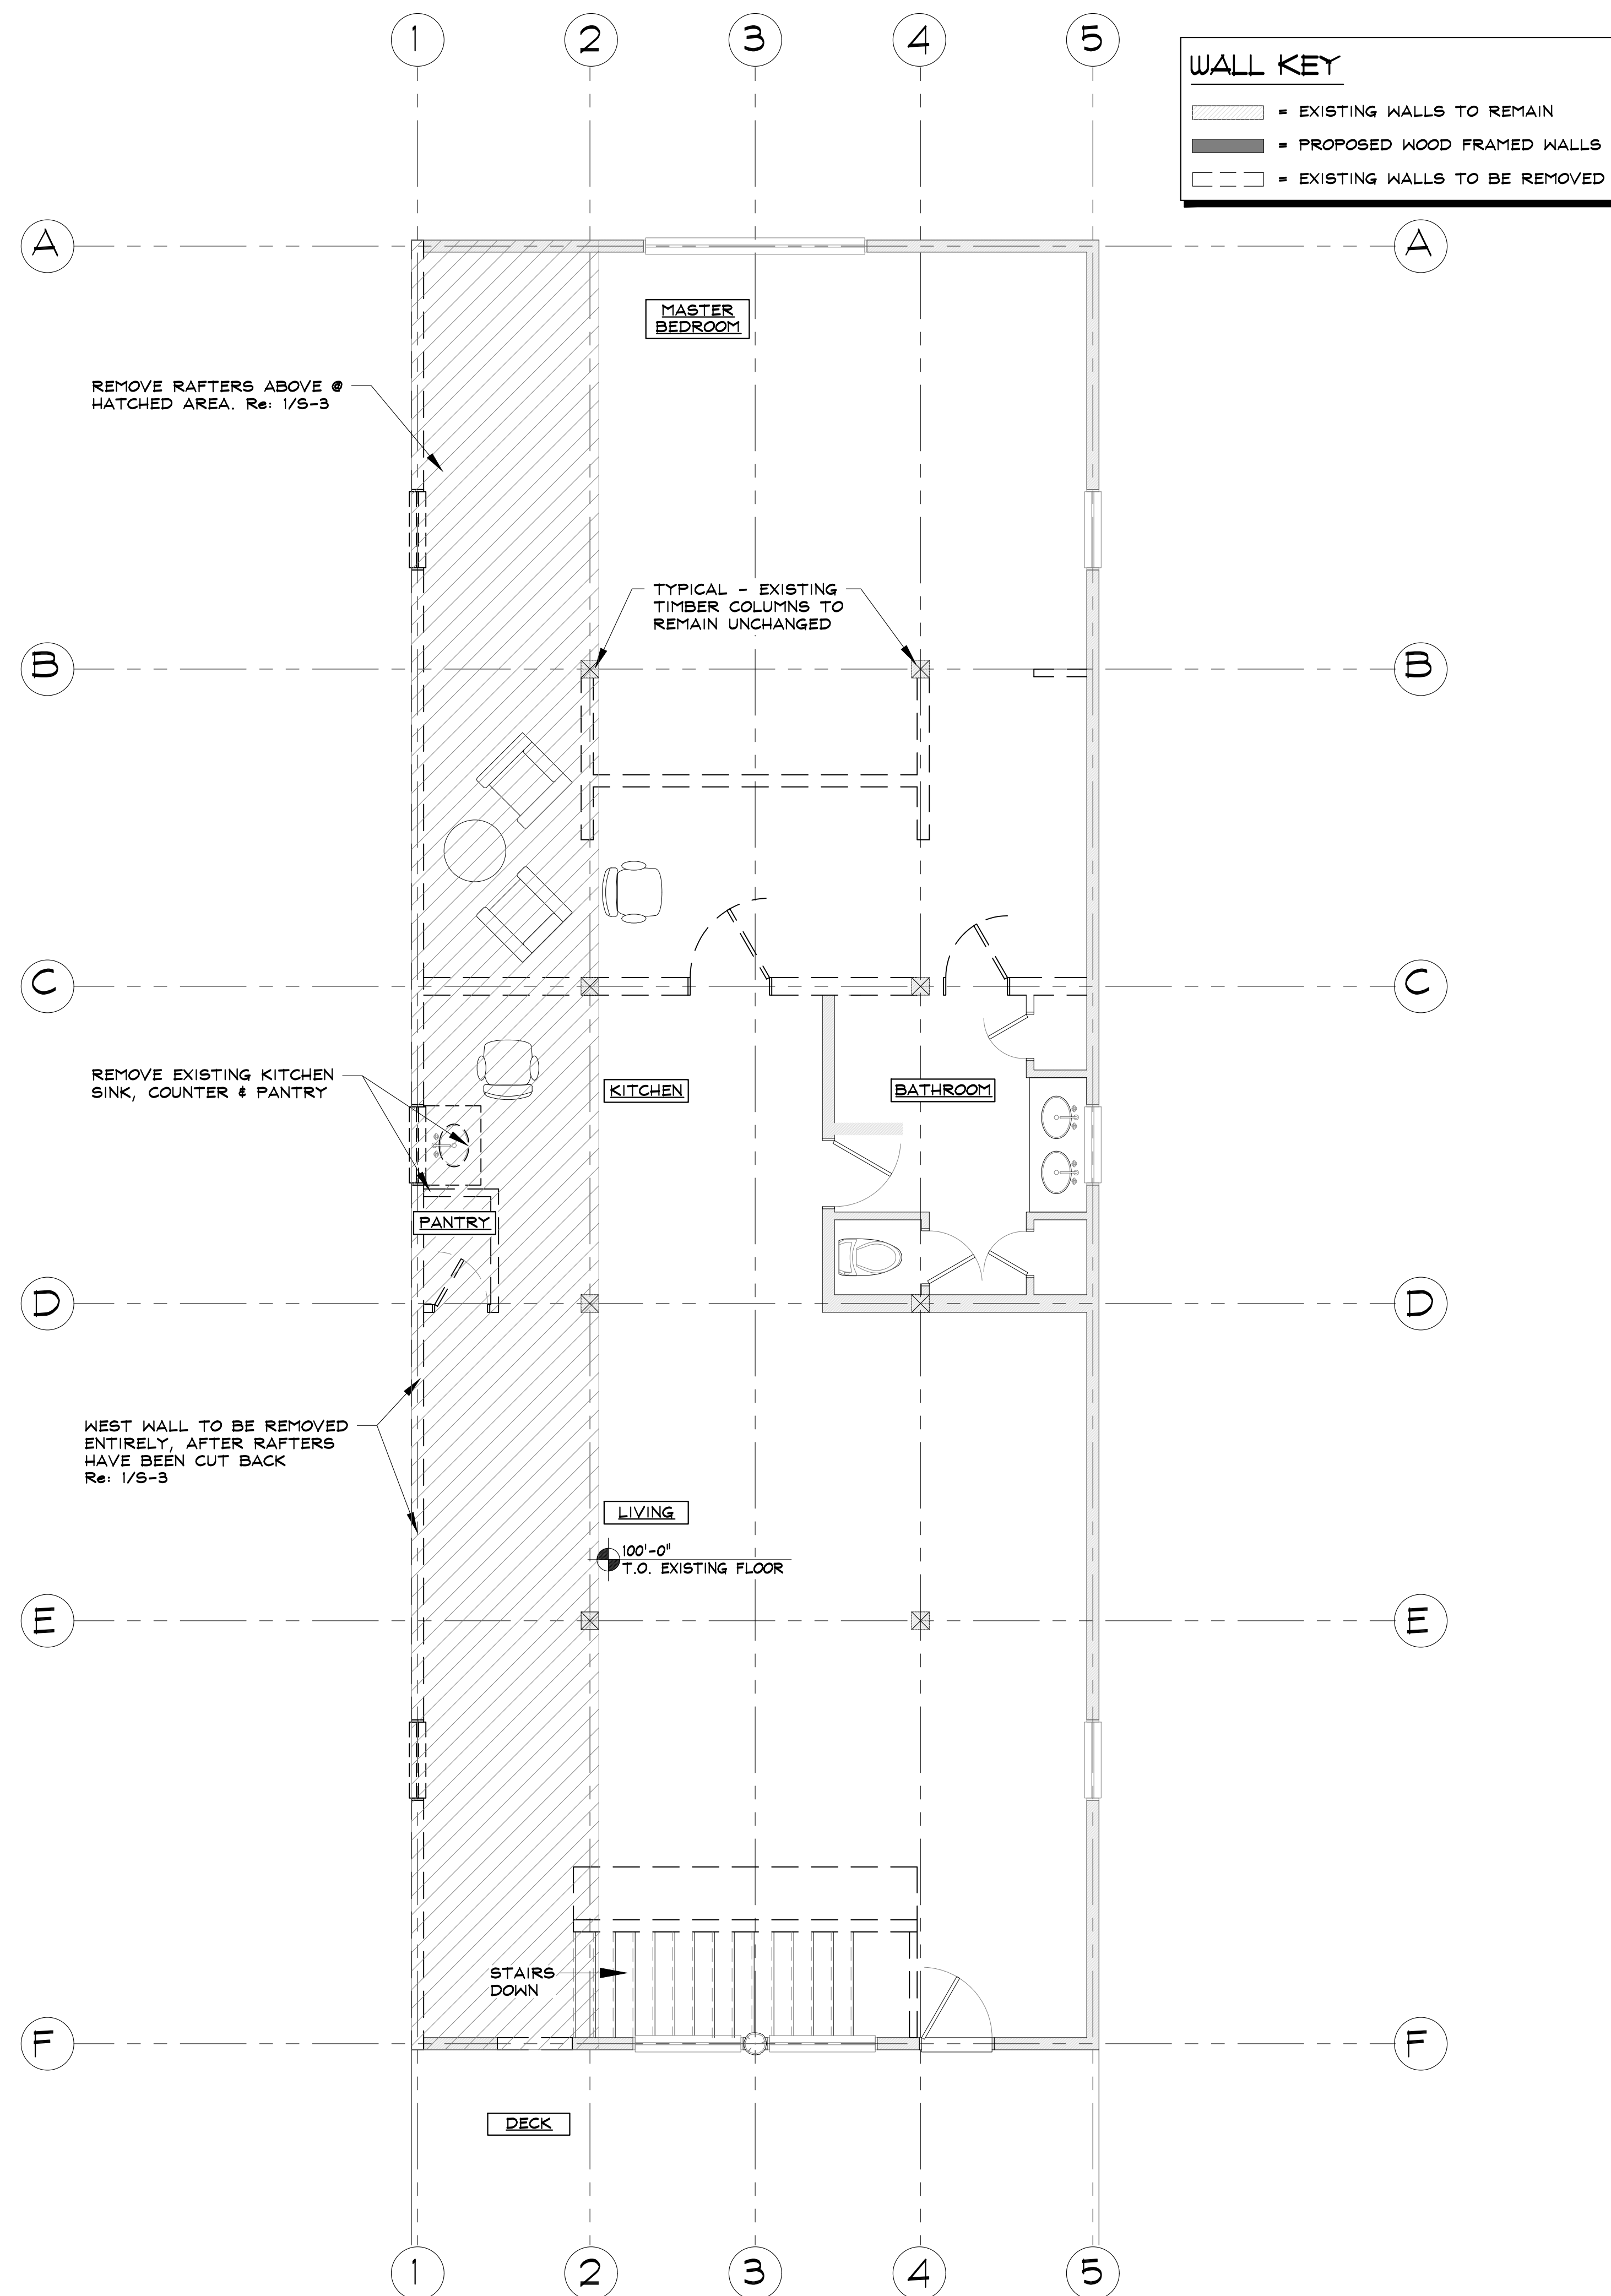 1 2 3 4 5
WALL KEY
= EXISTING WALLS TO REMAIN
= PROPOSED WOOD FRAMED WALLS
= EXISTING WALLS TO BE REMOVED
A A
MASTER
BEDROOM
REMOVE RAFTERS ABOVE @
HATCHED AREA. Re: 1/S-3
TYPICAL - EXISTING
TIMBER COLUMNS TO
REMAIN UNCHANGED
B B
C C
REMOVE EXISTING KITCHEN
SINK, COUNTER & PANTRY
KITCHEN
BATHROOM
PANTRY
D D
WEST WALL TO BE REMOVED
ENTIRELY, AFTER RAFTERS
HAVE BEEN CUT BACK
Re: 1/S-3
LIVING
100'-0"
T.O. EXISTING FLOOR
E E
STAIRS
DOWN
F F
DECK
1 2 3 4 5